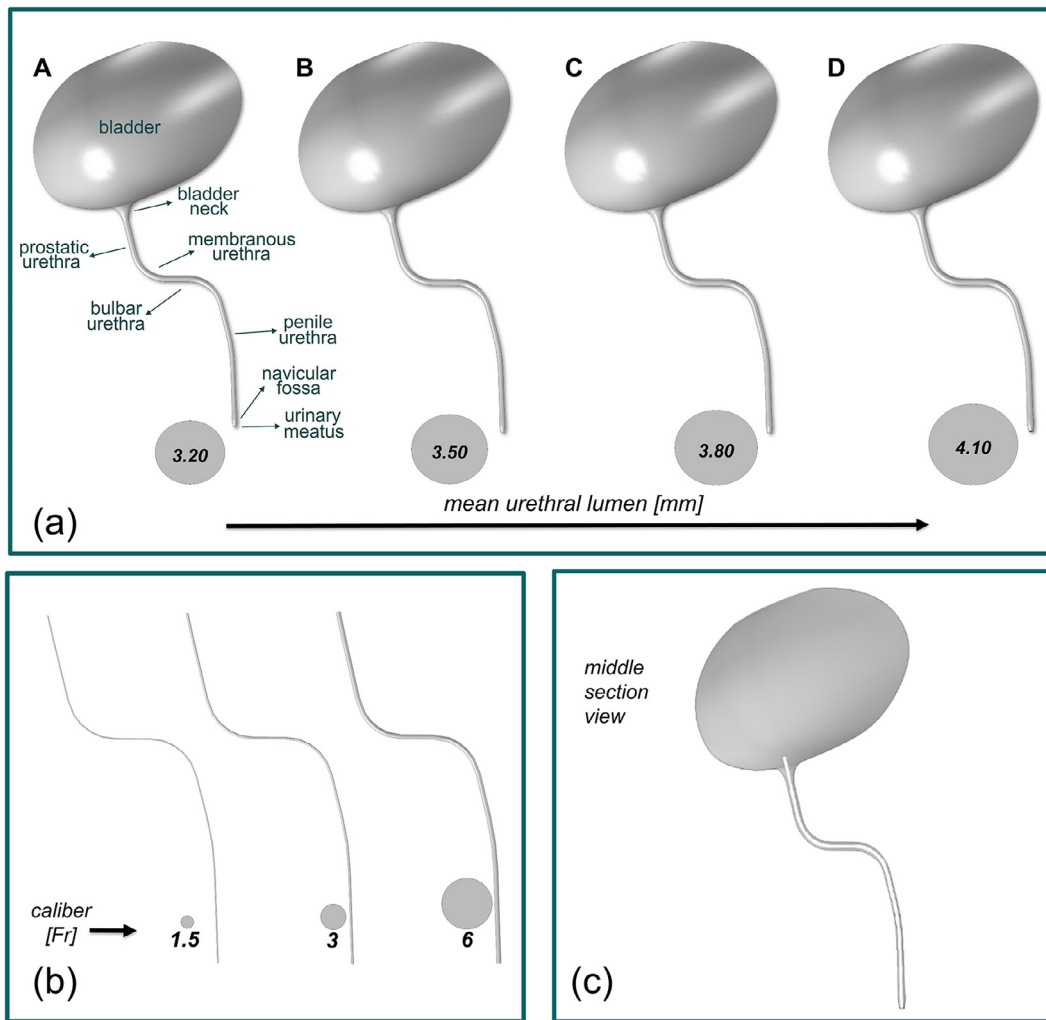 A
B
C
D
bladder
bladder
neck
prostatic
urethra
membranous
urethra
bulbar
urethra
penile
urethra
navicular
fossa
urinary
meatus
3.20
3.50
3.80
4.10
mean urethral lumen [mm]
(a)
caliber
[Fr]
1.5
3
6
(b)
middle
section
view
(c)